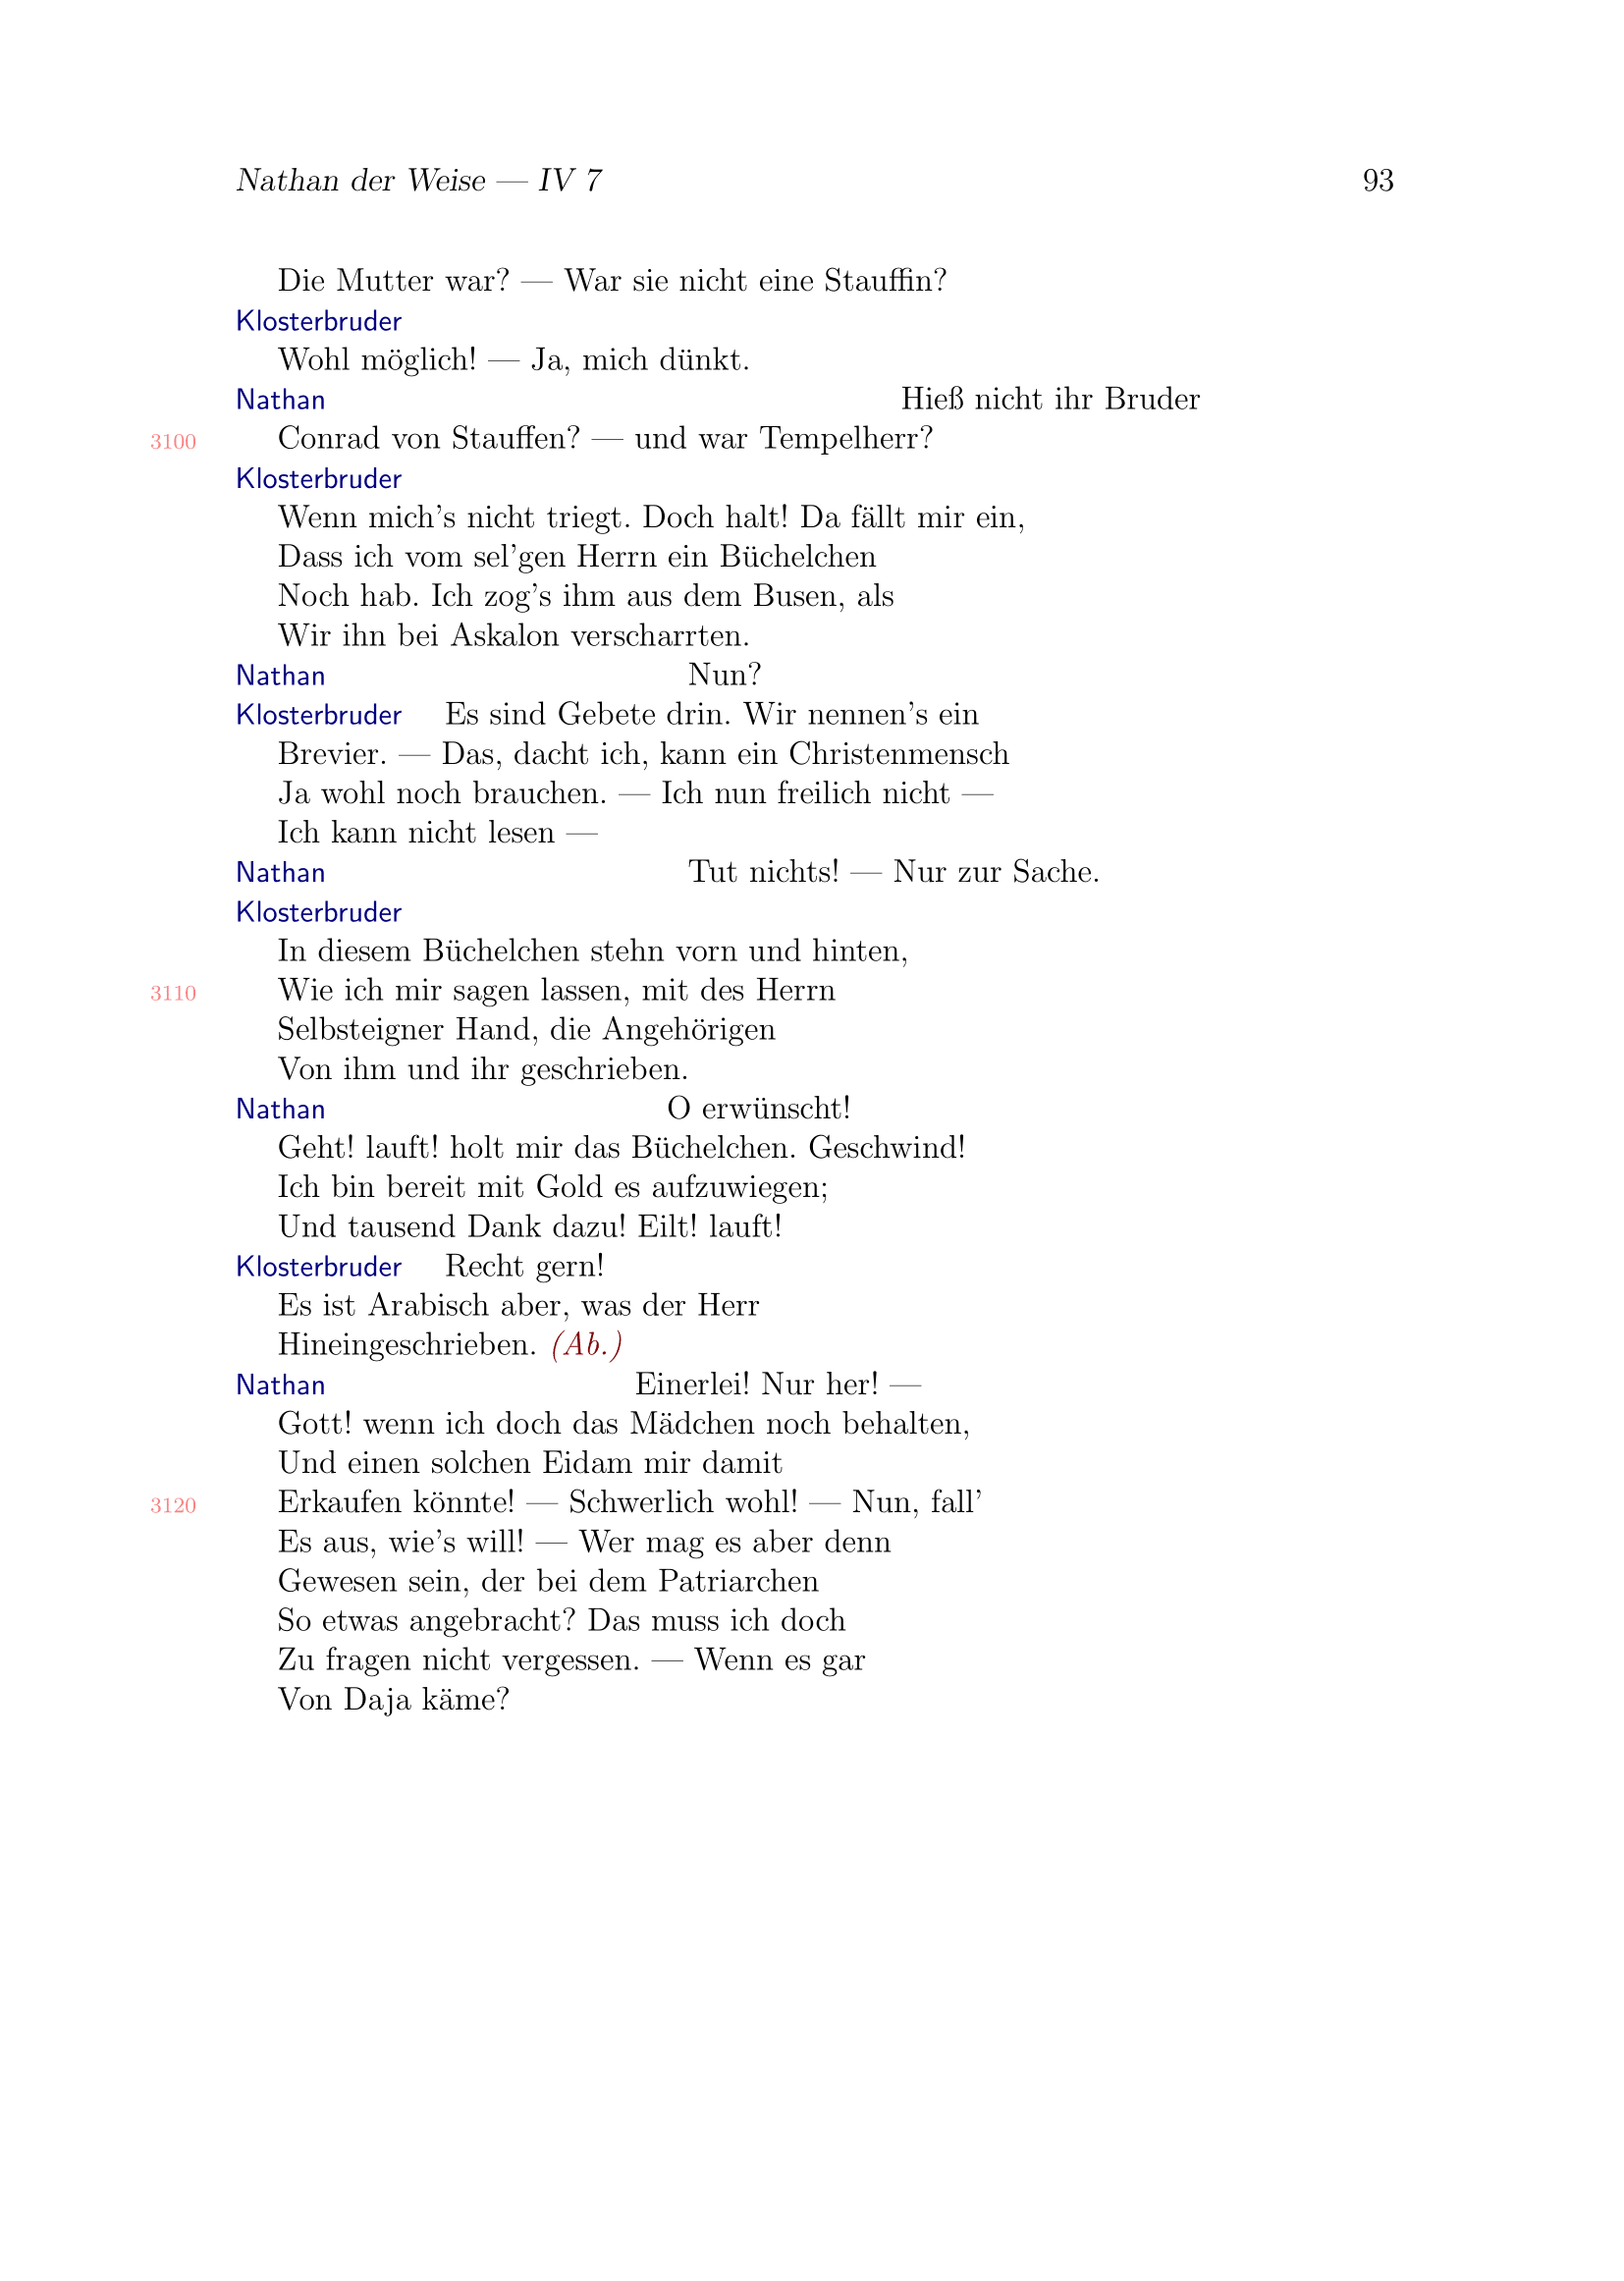 Nathan der Weise — IV 7 93
Die Mutter war? — War sie nicht eine Stauffin?
Klosterbruder
Wohl möglich! — Ja, mich dünkt.
Nathan Hieß nicht ihr Bruder
3100 Conrad von Stauffen? — und war Tempelherr?
Klosterbruder
Wenn mich’s nicht triegt. Doch halt! Da fällt mir ein,
Dass ich vom sel’gen Herrn ein Büchelchen
Noch hab. Ich zog’s ihm aus dem Busen, als
Wir ihn bei Askalon verscharrten.
Nathan Nun?
Klosterbruder Es sind Gebete drin. Wir nennen’s ein
Brevier. — Das, dacht ich, kann ein Christenmensch
Ja wohl noch brauchen. — Ich nun freilich nicht —
Ich kann nicht lesen —
Nathan Tut nichts! — Nur zur Sache.
Klosterbruder
In diesem Büchelchen stehn vorn und hinten,
3110 Wie ich mir sagen lassen, mit des Herrn
Selbsteigner Hand, die Angehörigen
Von ihm und ihr geschrieben.
Nathan O erwünscht!
Geht! lauft! holt mir das Büchelchen. Geschwind!
Ich bin bereit mit Gold es aufzuwiegen;
Und tausend Dank dazu! Eilt! lauft!
Klosterbruder Recht gern!
Es ist Arabisch aber, was der Herr
Hineingeschrieben. (Ab.)
Nathan Einerlei! Nur her! —
Gott! wenn ich doch das Mädchen noch behalten,
Und einen solchen Eidam mir damit
3120 Erkaufen könnte! — Schwerlich wohl! — Nun, fall’
Es aus, wie’s will! — Wer mag es aber denn
Gewesen sein, der bei dem Patriarchen
So etwas angebracht? Das muss ich doch
Zu fragen nicht vergessen. — Wenn es gar
Von Daja käme?